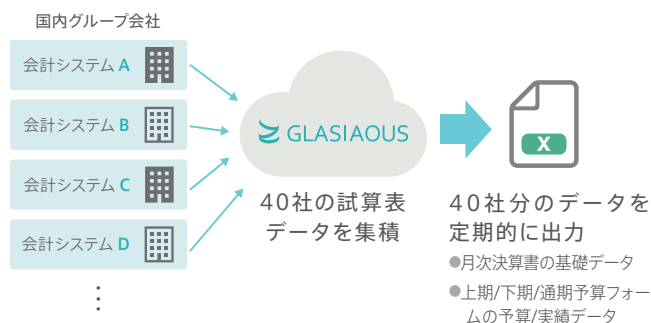 国内グループ会社
会計システム A
会計システム B
会計システム C
会計システム D
GLASIAOUS
40社の試算表
データを集積
X
40社分のデータを
定期的に出力
●月次決算書の基礎データ
●上期/下期/通期予算フォー
ムの予算/実績データ